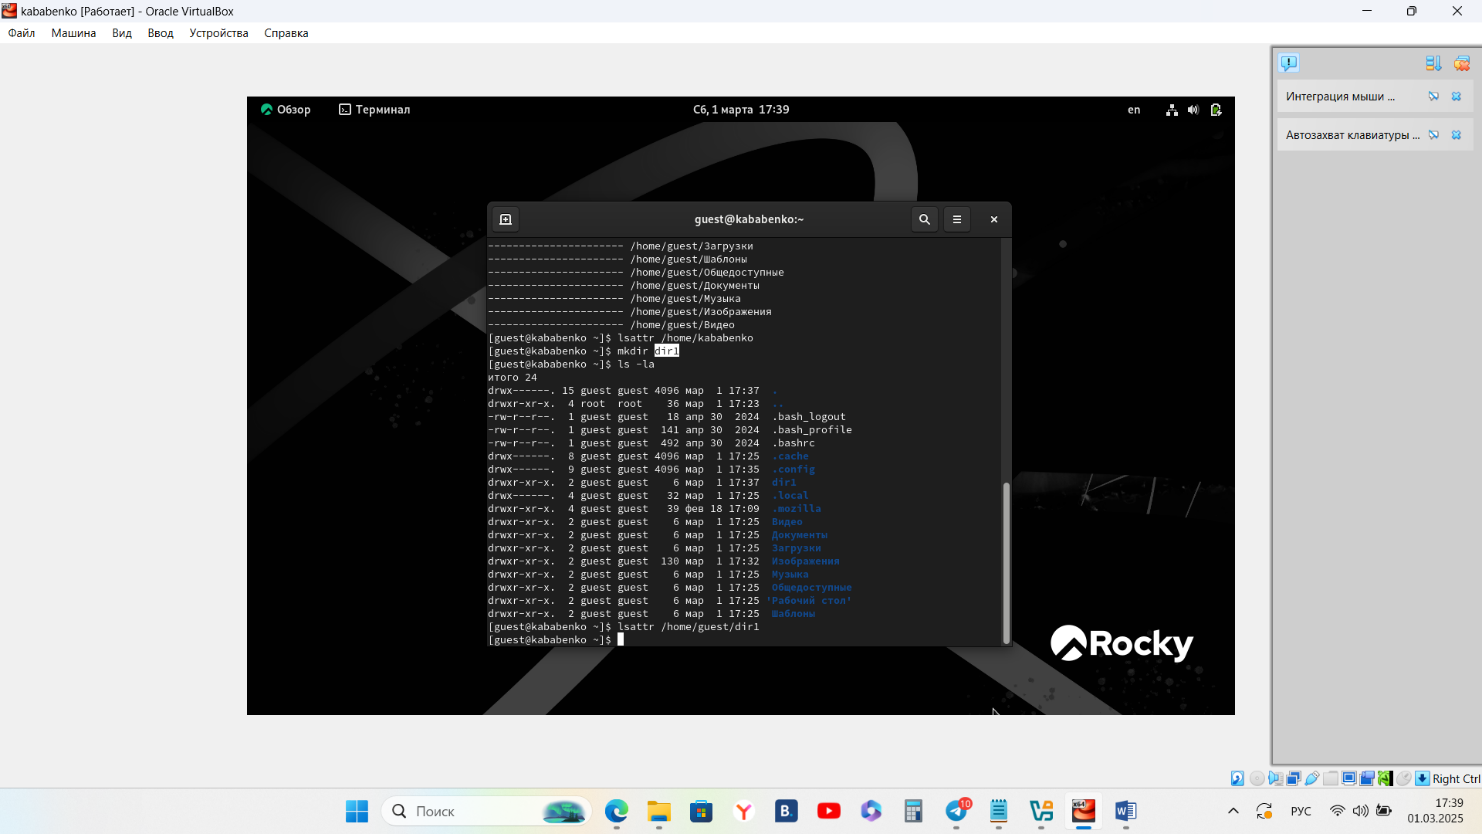 kababenko [Работает] - Oracle VirtualBox
Файл Машина Вид Ввод Устройства Справка
Интеграция мыши ...
Автозахват клавиатуры ...
Обзор Терминал Сб, 1 марта 17:39 en
guest@kababenko:~
---------------------- /home/guest/Загрузки
---------------------- /home/guest/Шаблоны
---------------------- /home/guest/Общедоступные
---------------------- /home/guest/Документы
---------------------- /home/guest/Музыка
---------------------- /home/guest/Изображения
---------------------- /home/guest/Видео
[guest@kababenko ~]$ lsattr /home/kababenko
[guest@kababenko ~]$ mkdir dir1
[guest@kababenko ~]$ ls -la
итого 24
drwx------. 15 guest guest 4096 мар  1 17:37  .
drwxr-xr-x.  4 root  root    36 мар  1 17:23  ..
-rw-r--r--.  1 guest guest   18 апр 30  2024  .bash_logout
-rw-r--r--.  1 guest guest  141 апр 30  2024  .bash_profile
-rw-r--r--.  1 guest guest  492 апр 30  2024  .bashrc
drwx------.  8 guest guest 4096 мар  1 17:25  .cache
drwx------.  9 guest guest 4096 мар  1 17:35  .config
drwxr-xr-x.  2 guest guest    6 мар  1 17:37  dir1
drwx------.  4 guest guest   32 мар  1 17:25  .local
drwxr-xr-x.  4 guest guest   39 фев 18 17:09  .mozilla
drwxr-xr-x.  2 guest guest    6 мар  1 17:25  Видео
drwxr-xr-x.  2 guest guest    6 мар  1 17:25  Документы
drwxr-xr-x.  2 guest guest    6 мар  1 17:25  Загрузки
drwxr-xr-x.  2 guest guest  130 мар  1 17:32  Изображения
drwxr-xr-x.  2 guest guest    6 мар  1 17:25  Музыка
drwxr-xr-x.  2 guest guest    6 мар  1 17:25  Общедоступные
drwxr-xr-x.  2 guest guest    6 мар  1 17:25 'Рабочий стол'
drwxr-xr-x.  2 guest guest    6 мар  1 17:25  Шаблоны
[guest@kababenko ~]$ lsattr /home/guest/dir1
[guest@kababenko ~]$
Rocky
Right Ctrl
Поиск B. 10 x64 W РУС 17:39
01.03.2025